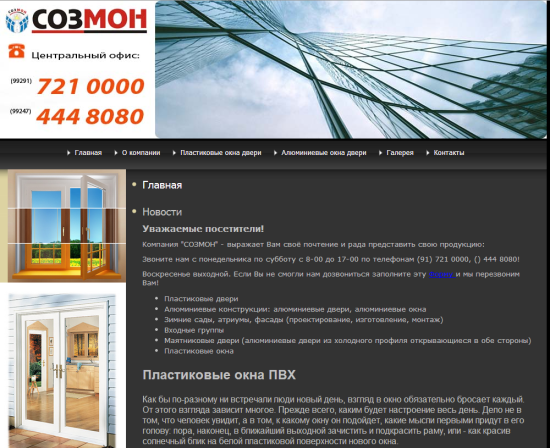 СОЗМОН
СОЗМОН
Центральный офис:
(99291) 721 0000
(99247) 444 8080
Главная
О компании
Пластиковые окна двери
Алюминиевые окна двери
Галерея
Контакты
Главная
Новости
Уважаемые посетители!
Компания "СОЗМОН" - выражает Вам своё почтение и рада представить свою продукцию:
Звоните нам с понедельника по субботу с 8-00 до 17-00 по телефонам (91) 721 0000, () 444 8080!
Воскресенье выходной. Если Вы не смогли нам дозвониться заполните эту и мы перезвоним
Вам!
Пластиковые двери
Алюминиевые конструкции: алюминиевые двери, алюминиевые окна
Зимние сады, атриумы, фасады (проектирование, изготовление, монтаж)
Входные группы
Маятниковые двери (алюминиевые двери из холодного профиля открывающиеся в обе стороны)
Пластиковые окна
Пластиковые окна ПВХ
Как бы по-разному ни встречали люди новый день, взгляд в окно обязательно бросает каждый.
От этого взгляда зависит многое. Прежде всего, каким будет настроение весь день. Дело не в
том, что человек увидит, а в том, к какому окну он подойдет, какие мысли первыми придут в его
голову: пора, наконец, в ближайший выходной зачистить и подкрасить раму, или - как красив
солнечный блик на белой пластиковой поверхности нового окна.